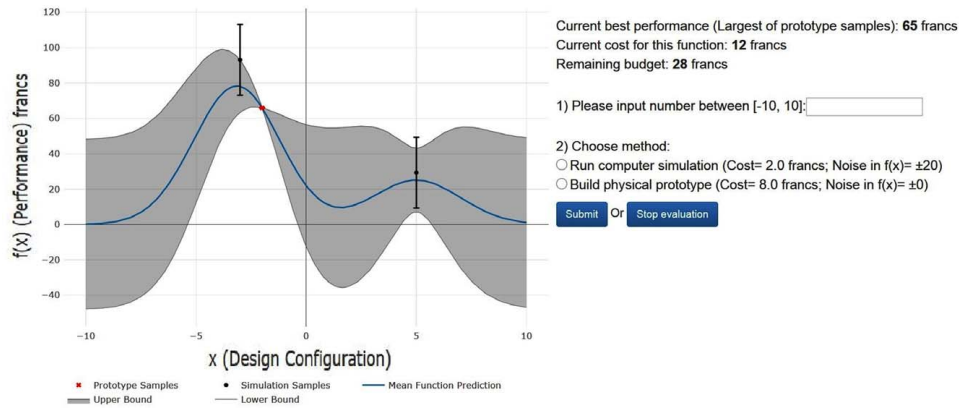 120
100
80
60
40
20
0
−20
−40
−10
−5
0
5
10
f(x) (Performance) francs
x (Design Configuration)
Prototype Samples
Simulation Samples
Mean Function Prediction
Upper Bound
Lower Bound
Current best performance (Largest of prototype samples): 65 francs
Current cost for this function: 12 francs
Remaining budget: 28 francs
1) Please input number between [-10, 10]:
2) Choose method:
Run computer simulation (Cost= 2.0 francs; Noise in f(x)= ±20)
Build physical prototype (Cost= 8.0 francs; Noise in f(x)= ±0)
Submit Or Stop evaluation